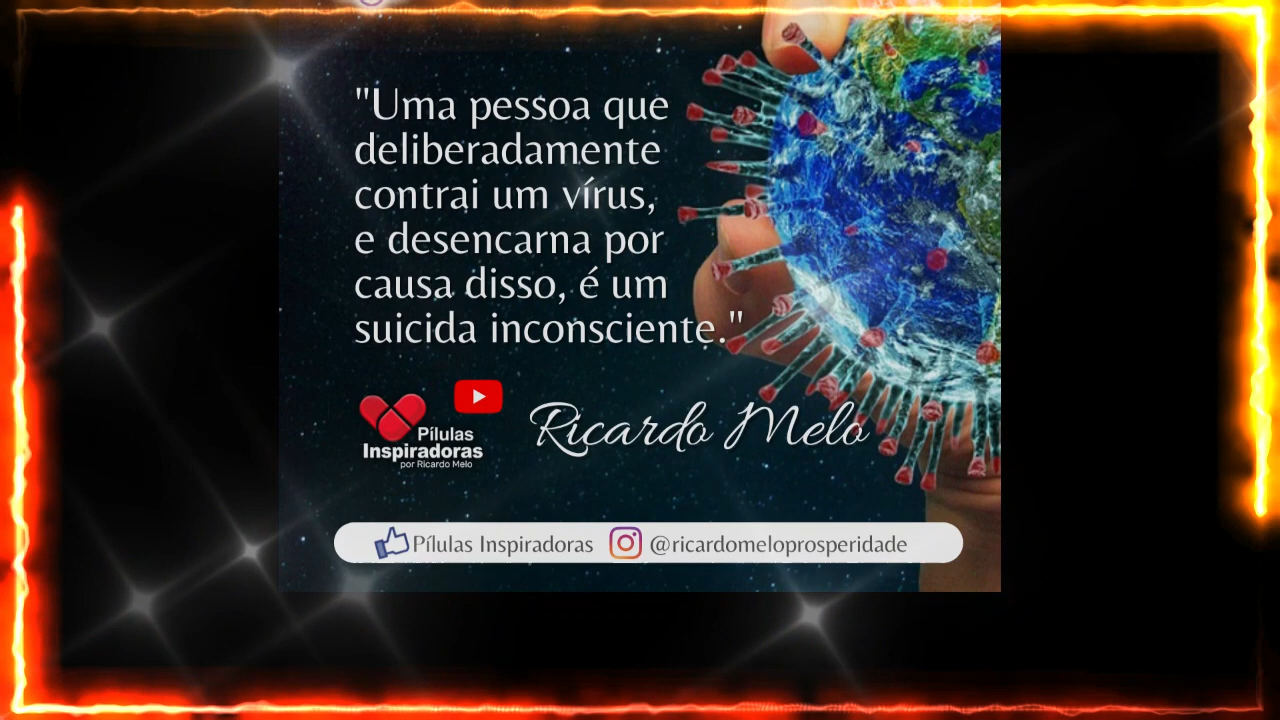 "Uma pessoa que
deliberadamente
contrai um vírus,
e desencarna por
causa disso, é um
suicida inconsciente."
Pílulas
Inspiradoras
por Ricardo Melo
Ricardo Melo
Pílulas Inspiradoras @ricardomeloprosperidade